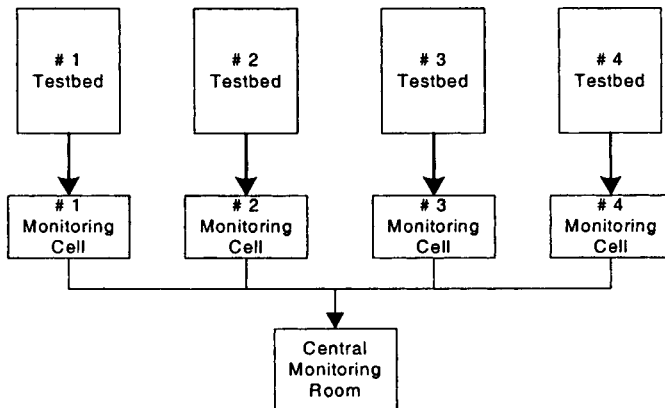 # 1
Testbed
# 2
Testbed
# 3
Testbed
# 4
Testbed
# 1
Monitoring
Cell
# 2
Monitoring
Cell
# 3
Monitoring
Cell
# 4
Monitoring
Cell
Central
Monitoring
Room